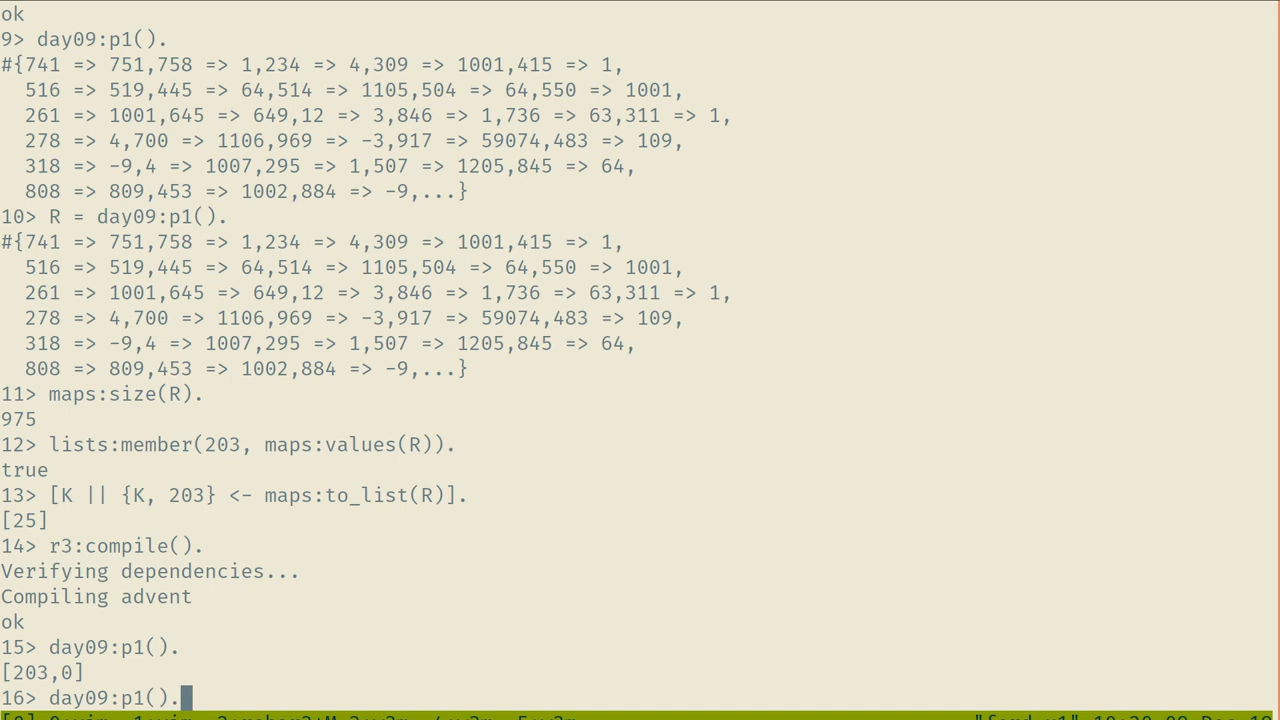 ok
9> day09:p1().
#{741 => 751,758 => 1,234 => 4,309 => 1001,415 => 1,
516 => 519,445 => 64,514 => 1105,504 => 64,550 => 1001,
261 => 1001,645 => 649,12 => 3,846 => 1,736 => 63,311 => 1,
278 => 4,700 => 1106,969 => -3,917 => 59074,483 => 109,
318 => -9,4 => 1007,295 => 1,507 => 1205,845 => 64,
808 => 809,453 => 1002,884 => -9,...}
10> R = day09:p1().
#{741 => 751,758 => 1,234 => 4,309 => 1001,415 => 1,
516 => 519,445 => 64,514 => 1105,504 => 64,550 => 1001,
261 => 1001,645 => 649,12 => 3,846 => 1,736 => 63,311 => 1,
278 => 4,700 => 1106,969 => -3,917 => 59074,483 => 109,
318 => -9,4 => 1007,295 => 1,507 => 1205,845 => 64,
808 => 809,453 => 1002,884 => -9,...}
11> maps:size(R).
975
12> lists:member(203, maps:values(R)).
true
13> [K || {K, 203} <- maps:to_list(R)].
[25]
14> r3:compile().
Verifying dependencies...
Compiling advent
ok
15> day09:p1().
[203,0]
16> day09:p1().